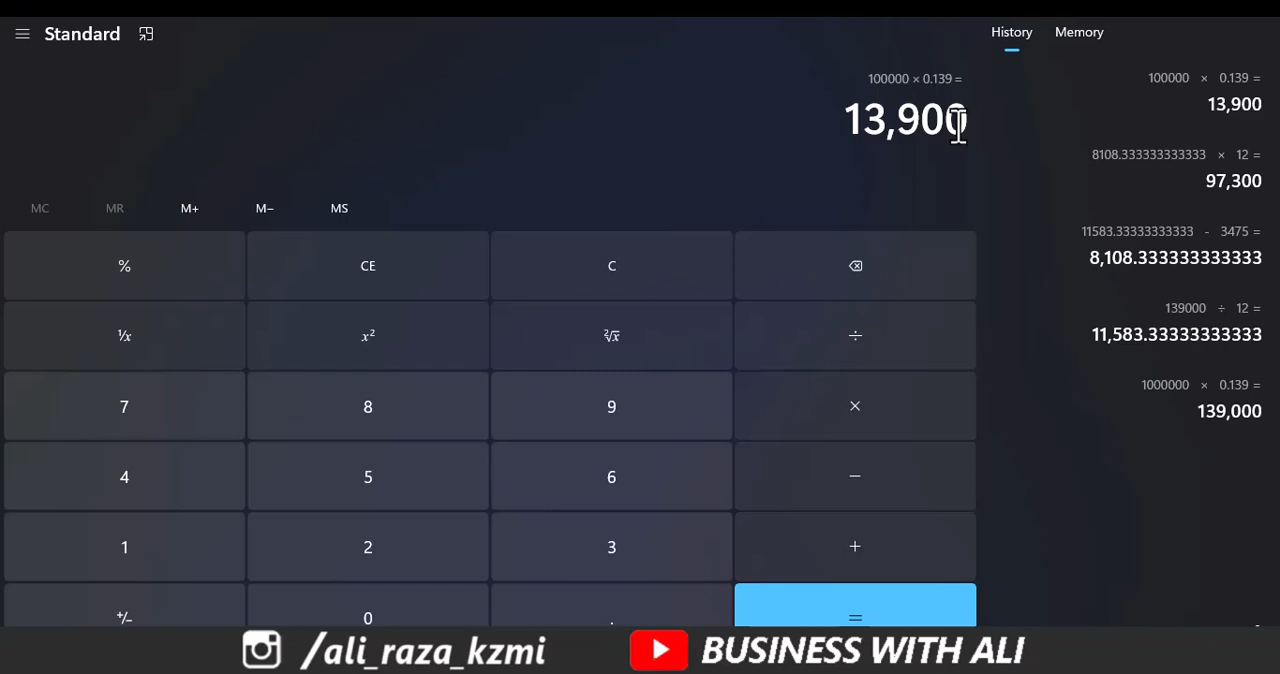 Standard
History Memory
100000 × 0.139 =
13,900
100000 × 0.139 =
13,900
8108.333333333333 × 12 =
97,300
11583.33333333333 - 3475 =
8,108.333333333333
139000 ÷ 12 =
11,583.33333333333
1000000 × 0.139 =
139,000
MC MR M+ M− MS
% CE C ⌫
¹/x x² ²√x ÷
7 8 9 ×
4 5 6 −
1 2 3 +
+/− 0 . =
/ali_raza_kzmi BUSINESS WITH ALI